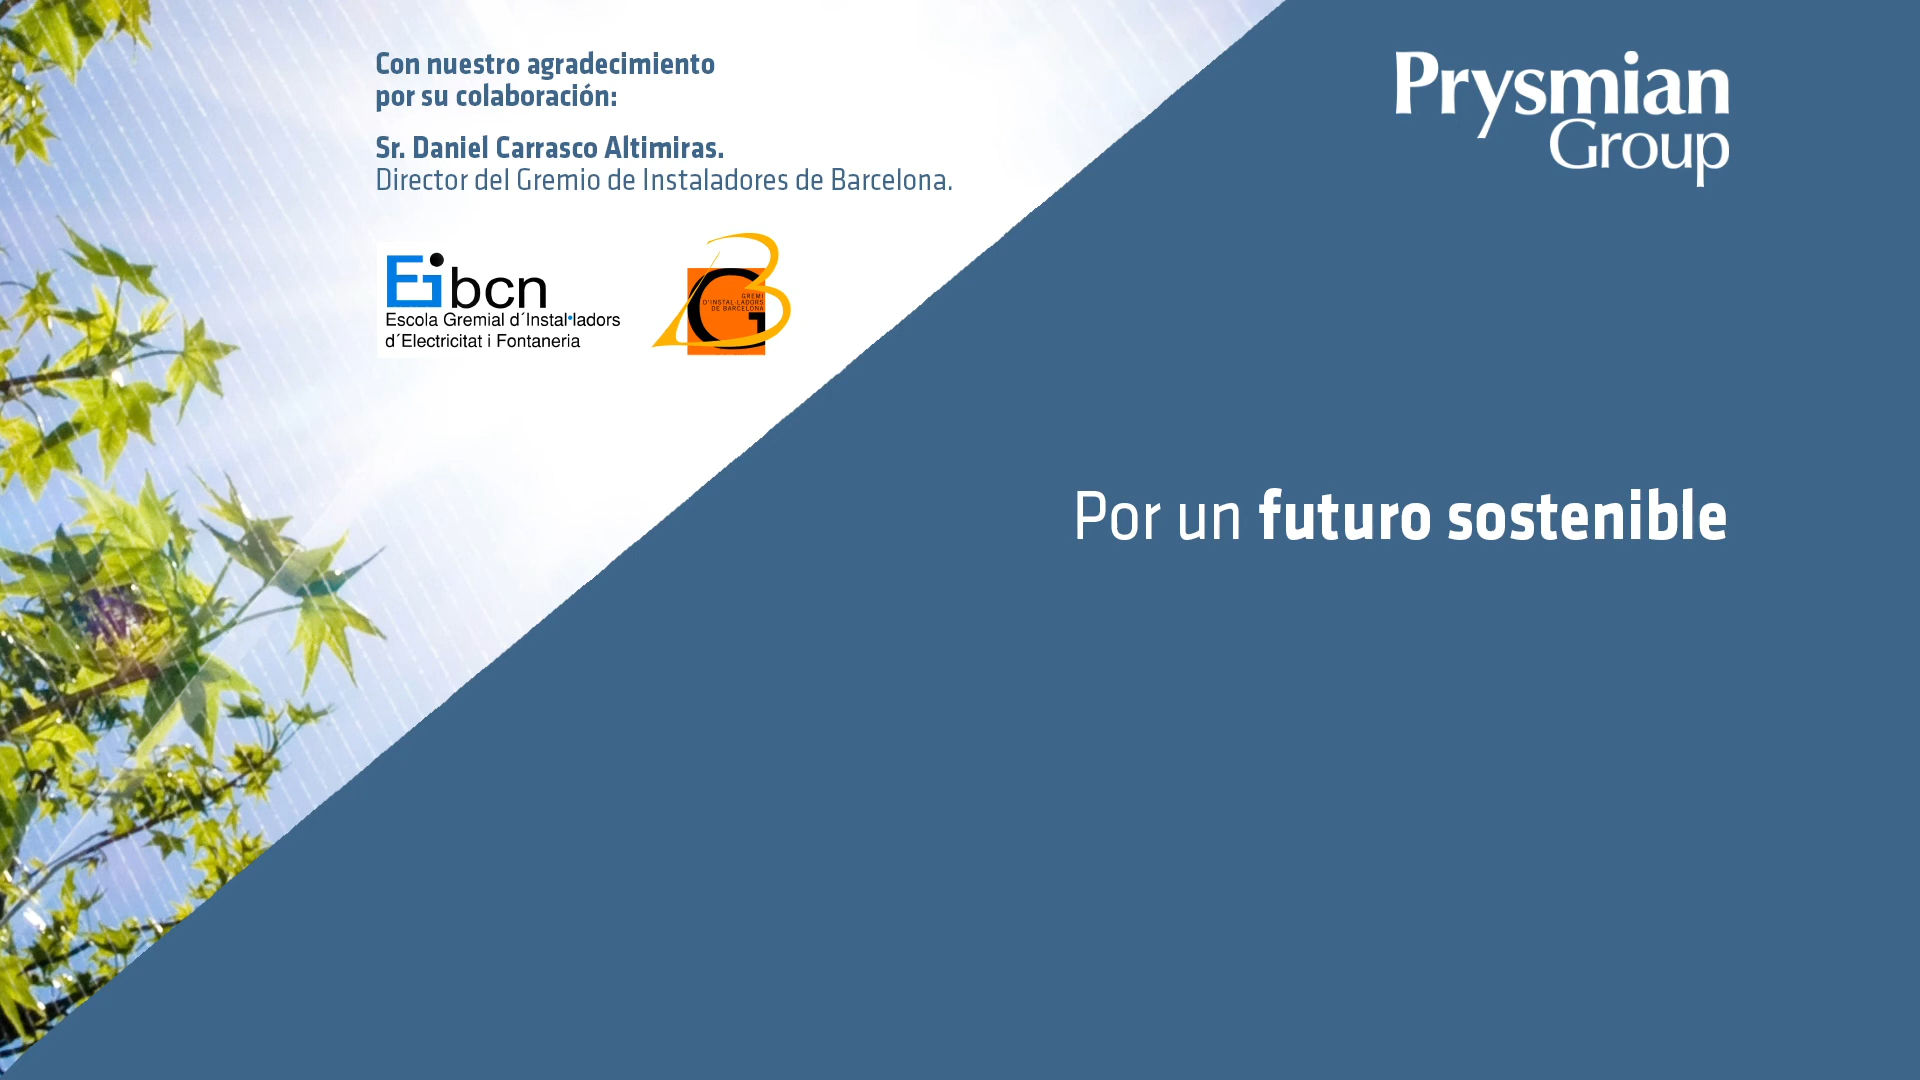 Con nuestro agradecimiento
por su colaboración:
Sr. Daniel Carrasco Altimiras.
Director del Gremio de Instaladores de Barcelona.
Eibcn
Escola Gremial d´Instal·ladors
d´Electricitat i Fontaneria
GREMI
D'INSTAL·LADORS
DE BARCELONA
Prysmian
Group
Por un futuro sostenible